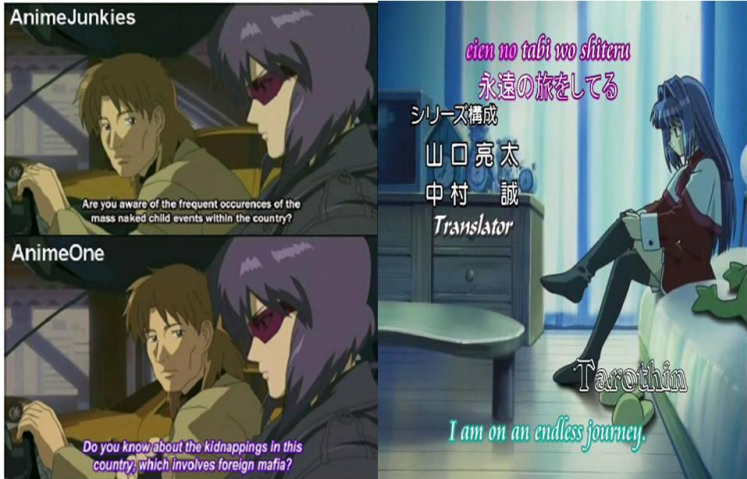 AnimeJunkies
Are you aware of the frequent occurences of the
mass naked child events within the country?
AnimeOne
Do you know about the kidnappings in this
country, which involves foreign mafia?
eien no tabi wo shiteru
永遠の旅をしてる
シリーズ構成
山口亮太
中村 誠
Translator
Tarothin
I am on an endless journey.